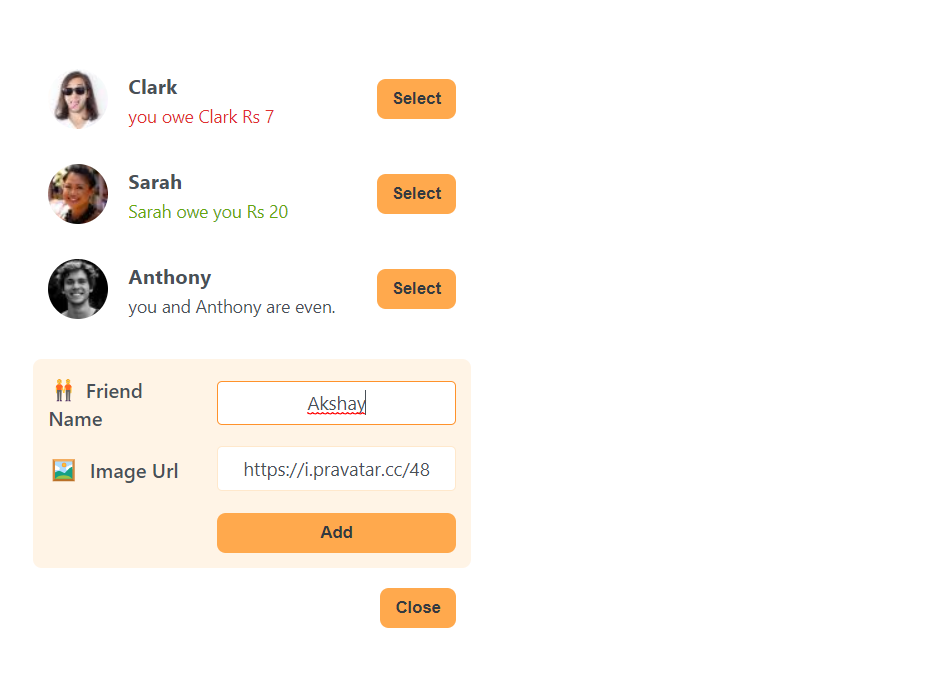 Clark
you owe Clark Rs 7
Select
Sarah
Sarah owe you Rs 20
Select
Anthony
you and Anthony are even.
Select
Friend
Name
Akshay
Image Url
https://i.pravatar.cc/48
Add
Close